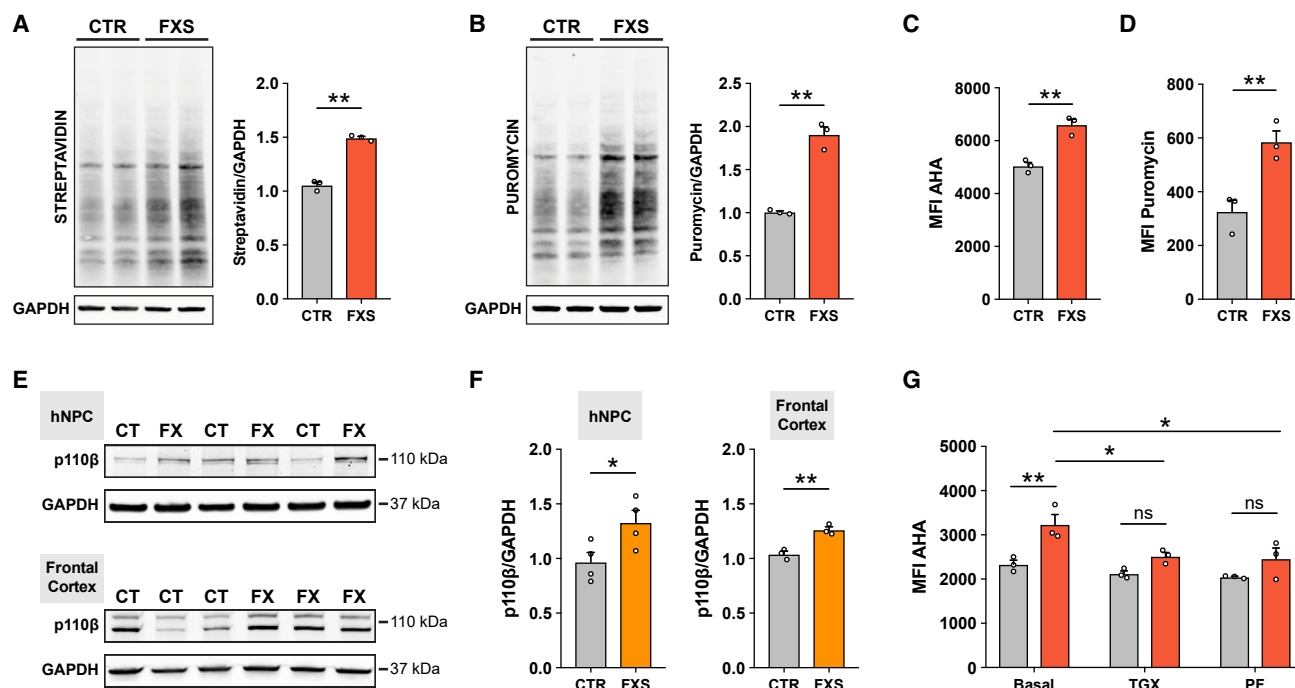 A
CTR FXS
STREPTAVIDIN
GAPDH
Streptavidin/GAPDH
2.0
1.5
1.0
0.5
0.0
**
CTR FXS
B
CTR FXS
PUROMYCIN
GAPDH
Puromycin/GAPDH
2.5
2.0
1.5
1.0
0.5
0.0
**
CTR FXS
C
MFI AHA
8000
6000
4000
2000
0
**
CTR FXS
D
MFI Puromycin
800
600
400
200
0
**
CTR FXS
E
hNPC
CT FX CT FX CT FX
p110β
110 kDa
GAPDH
37 kDa
Frontal
Cortex
CT CT CT FX FX FX
p110β
110 kDa
GAPDH
37 kDa
F
hNPC
p110β/GAPDH
2.0
1.5
1.0
0.5
0.0
*
CTR FXS
Frontal
Cortex
p110β/GAPDH
2.0
1.5
1.0
0.5
0.0
**
CTR FXS
G
MFI AHA
5000
4000
3000
2000
1000
0
*
*
**
ns
ns
Basal TGX PF